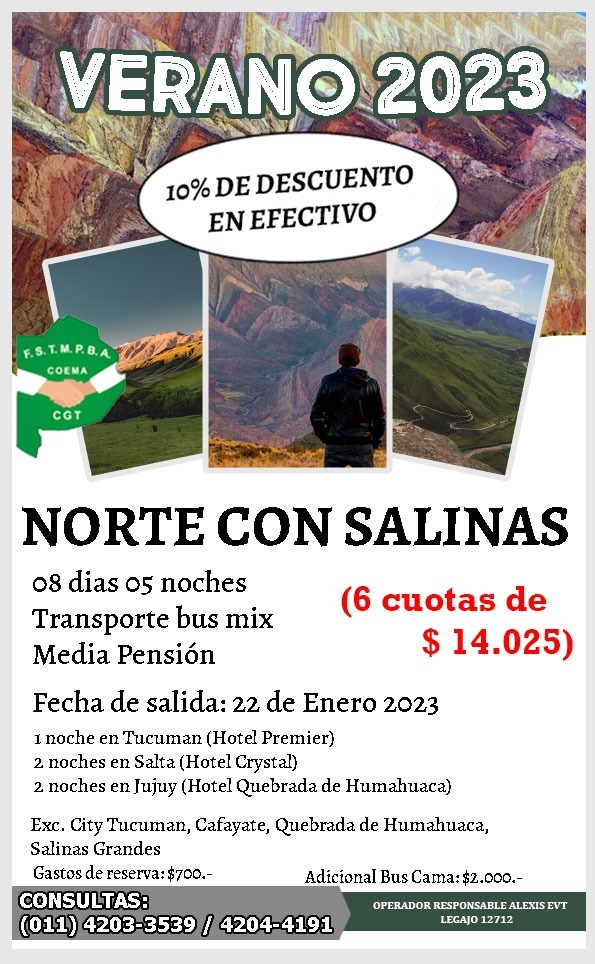 VERANO 2023
10% DE DESCUENTO
EN EFECTIVO
F.S.T.M.P.B.A.
COEMA
CGT
NORTE CON SALINAS
08 dias 05 noches
Transporte bus mix
Media Pensión
(6 cuotas de
$ 14.025)
Fecha de salida: 22 de Enero 2023
1 noche en Tucuman (Hotel Premier)
2 noches en Salta (Hotel Crystal)
2 noches en Jujuy (Hotel Quebrada de Humahuaca)
Exc. City Tucuman, Cafayate, Quebrada de Humahuaca,
Salinas Grandes
Gastos de reserva: $700.-
Adicional Bus Cama: $2.000.-
CONSULTAS:
(011) 4203-3539 / 4204-4191
OPERADOR RESPONSABLE ALEXIS EVT
LEGAJO 12712